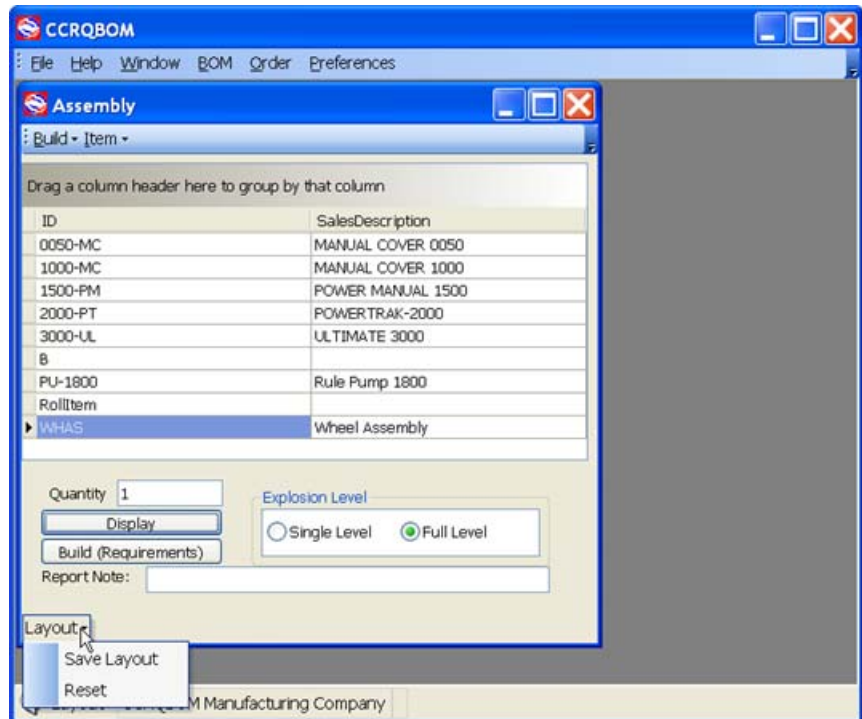 CCRQBOM
File Help Window BOM Order Preferences
Assembly
Build Item
Drag a column header here to group by that column
ID SalesDescription
0050-MC MANUAL COVER 0050
1000-MC MANUAL COVER 1000
1500-PM POWER MANUAL 1500
2000-PT POWERTRAK-2000
3000-UL ULTIMATE 3000
B
PU-1800 Rule Pump 1800
RollItem
WHAS Wheel Assembly
Quantity 1
Explosion Level
Display
Single Level Full Level
Build (Requirements)
Report Note:
Layout
Save Layout
Reset
M Manufacturing Company